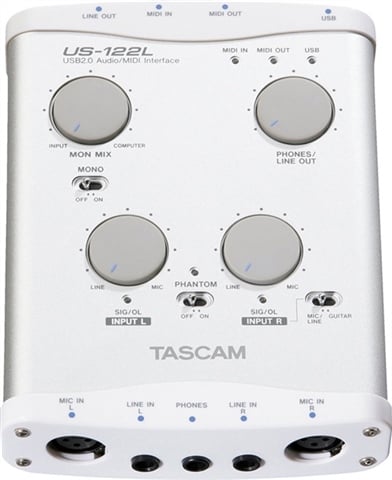 LINE OUT MIDI IN MIDI OUT USB
US-122L
USB2.0 Audio/MIDI Interface
MIDI IN MIDI OUT USB
INPUT COMPUTER
MON MIX
PHONES/
LINE OUT
MONO
OFF ON
LINE MIC
SIG/OL
INPUT L
PHANTOM
OFF ON
LINE MIC
SIG/OL
INPUT R
MIC/
LINE
GUITAR
TASCAM
MIC IN
L
LINE IN
L
PHONES
LINE IN
R
MIC IN
R